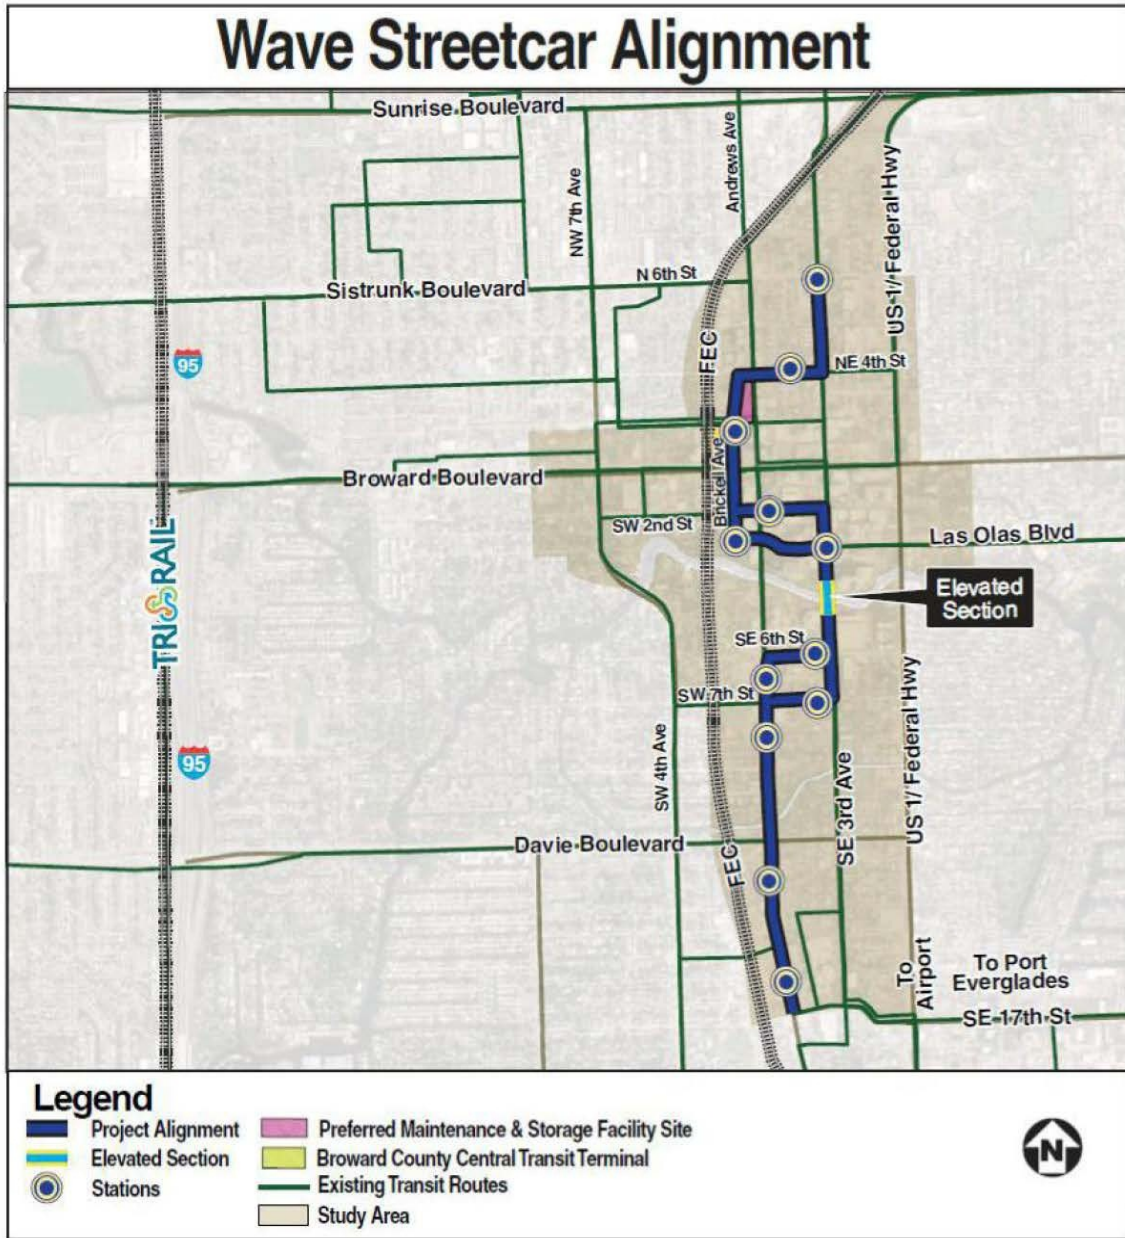 Wave Streetcar Alignment
Sunrise Boulevard
Andrews Ave
NW 7th Ave
US 1/ Federal Hwy
N 6th St
Sistrunk Boulevard
FEC
NE 4th St
95
Broward Boulevard
Brickell Ave
SW 2nd St
Las Olas Blvd
TRI RAIL
Elevated
Section
SE 6th St
SW 7th St
95
SW 4th Ave
SE 3rd Ave
US 1/ Federal Hwy
Davie Boulevard
FEC
To
Airport
To Port
Everglades
SE 17th St
Legend
Project Alignment
Elevated Section
Stations
Preferred Maintenance & Storage Facility Site
Broward County Central Transit Terminal
Existing Transit Routes
Study Area
N